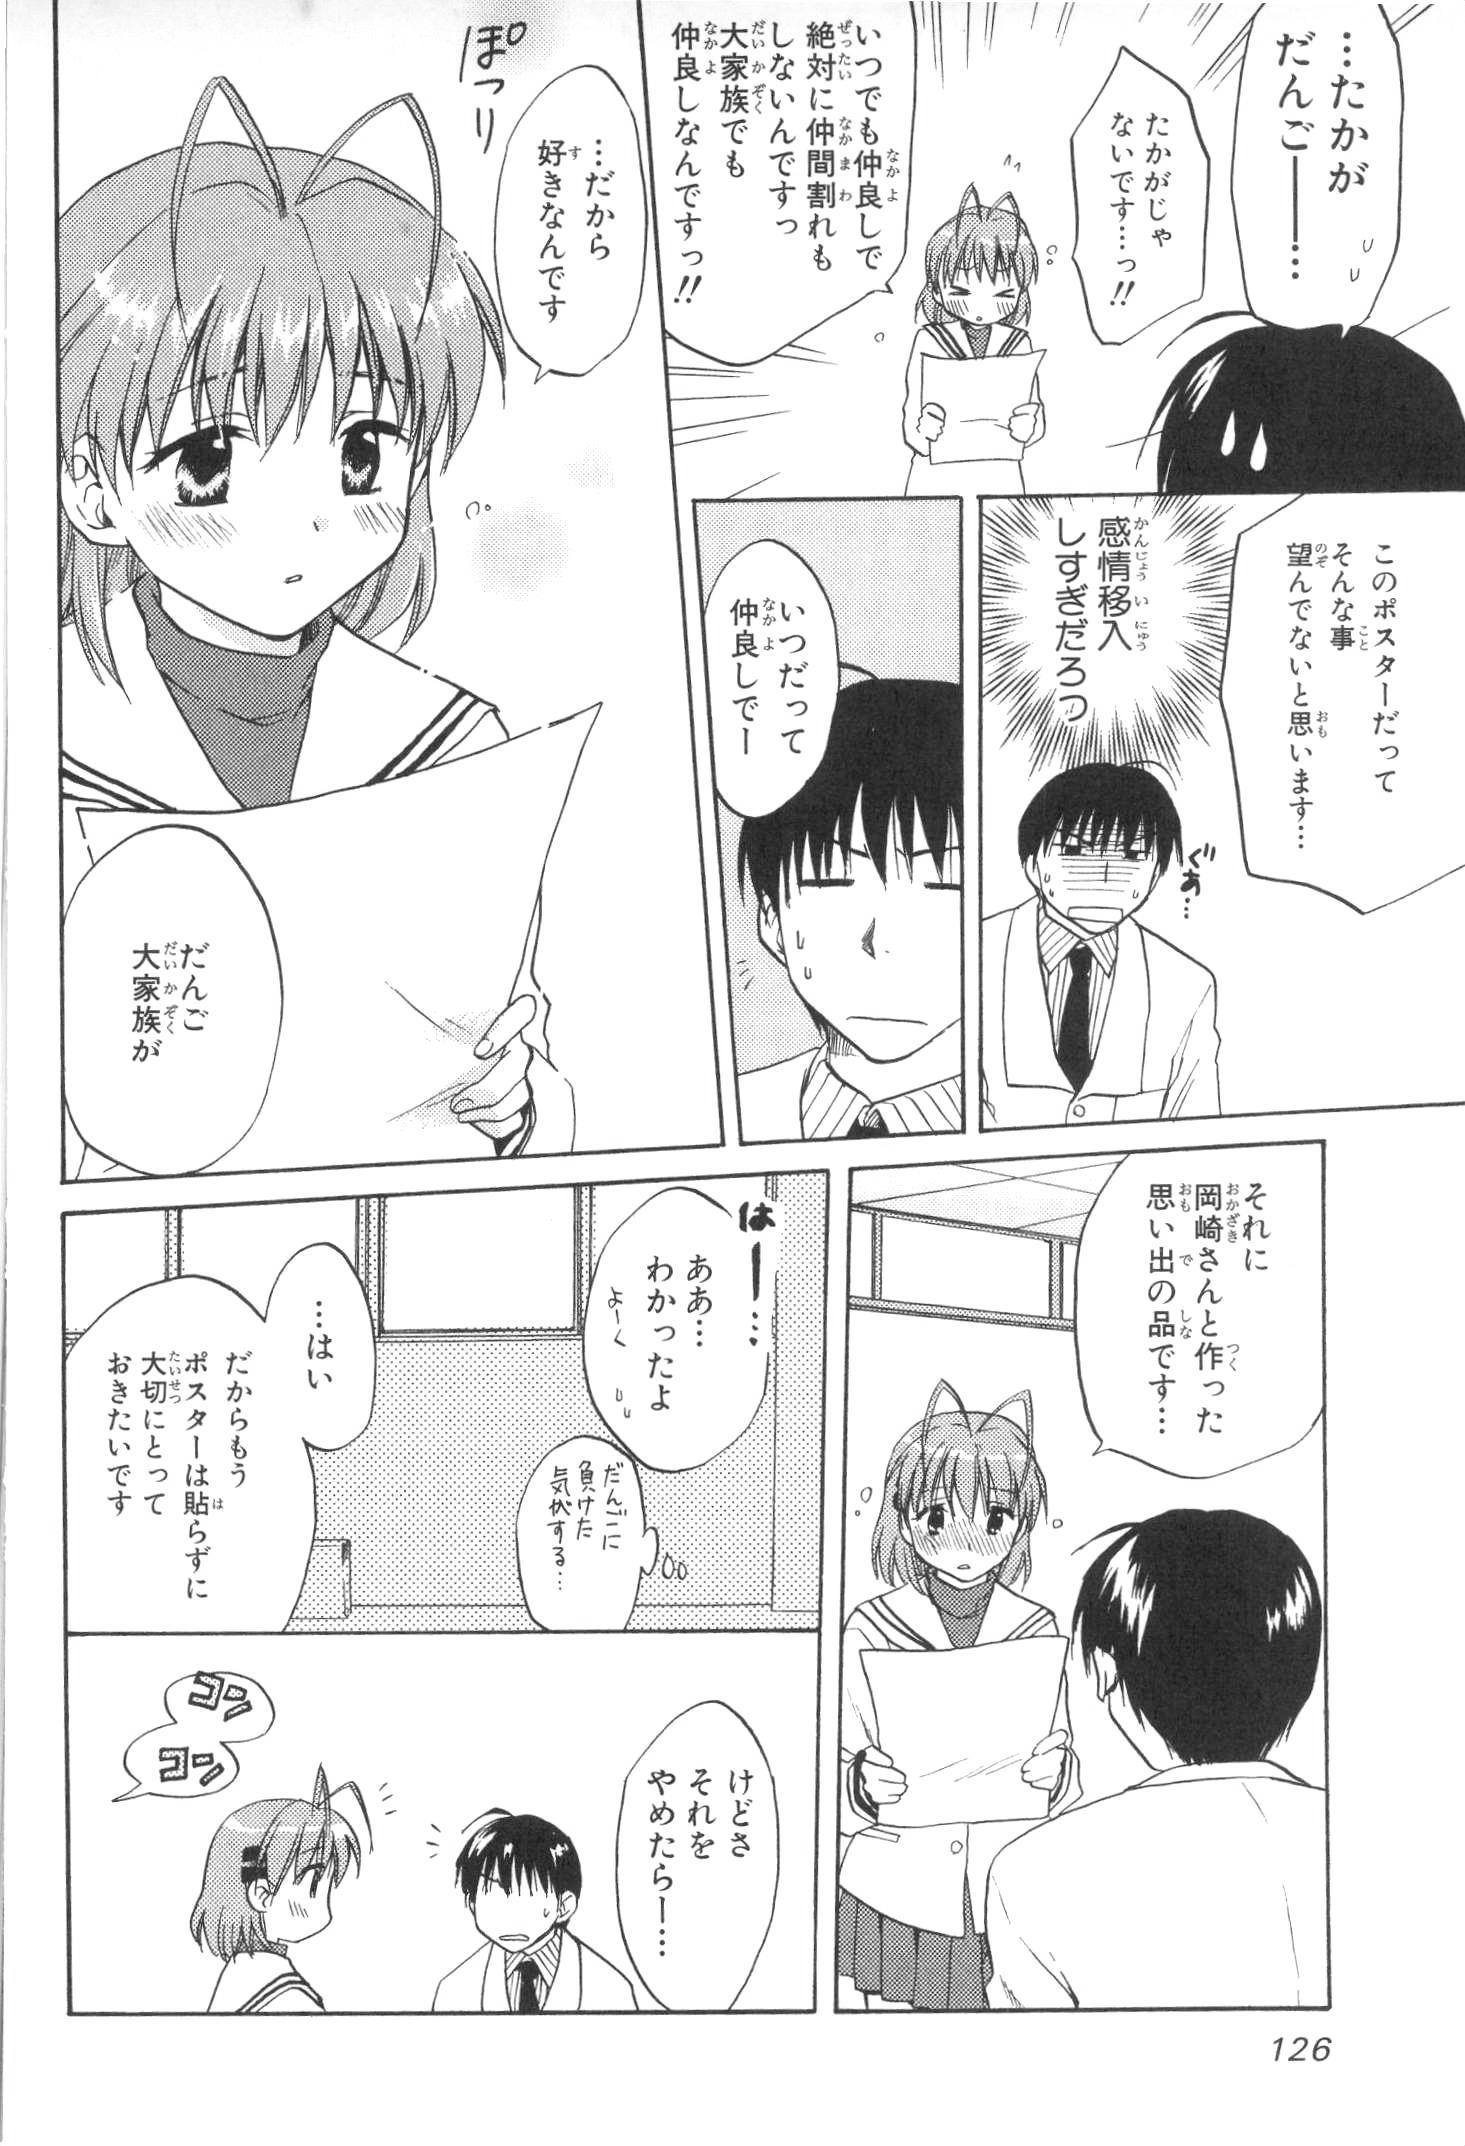 …たかが
だんごー……
たかがじゃ
ないです…っ!!
いつでも仲良しで
絶対に仲間割れも
しないんですっ
大家族でも
仲良しなんですっ!!
ぽつり
…だから
好きなんです
このポスターだって
そんな事
望んでないと思います…
感情移入
しすぎだろっ
ぐあ…
いつだって
仲良しでー
だんご
大家族が
それに
岡崎さんと作った
思い出の品です…
はー…
ああ…
わかったよ
よーく
だんごに
負けた
気がする…
…はい
だからもう
ポスターは貼らずに
大切にとって
おきたいです
けどさ
それを
やめたらー…
コン
コン
126